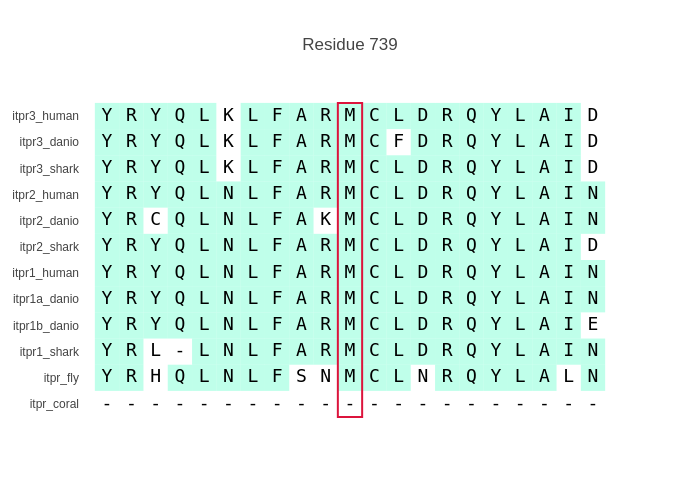 Residue 739
itpr3_human Y R Y Q L K L F A R M C L D R Q Y L A I D
itpr3_danio Y R Y Q L K L F A R M C F D R Q Y L A I D
itpr3_shark Y R Y Q L K L F A R M C L D R Q Y L A I D
itpr2_human Y R Y Q L N L F A R M C L D R Q Y L A I N
itpr2_danio Y R C Q L N L F A K M C L D R Q Y L A I N
itpr2_shark Y R Y Q L N L F A R M C L D R Q Y L A I D
itpr1_human Y R Y Q L N L F A R M C L D R Q Y L A I N
itpr1a_danio Y R Y Q L N L F A R M C L D R Q Y L A I N
itpr1b_danio Y R Y Q L N L F A R M C L D R Q Y L A I E
itpr1_shark Y R L - L N L F A R M C L D R Q Y L A I N
itpr_fly Y R H Q L N L F S N M C L N R Q Y L A L N
itpr_coral - - - - - - - - - - - - - - - - - - - - -